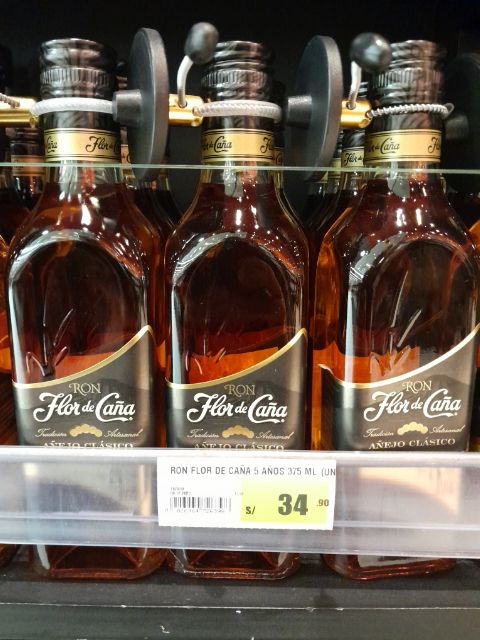 Flor de Caña
Flor de Caña
Flor de Caña
RON
Flor de Caña
Tradición Artesanal
AÑEJO CLÁSICO
RON
Flor de Caña
Tradición Artesanal
AÑEJO CLÁSICO
RON
Flor de Caña
Tradición Artesanal
AÑEJO CLÁSICO
RON FLOR DE CAÑA 5 AÑOS 375 ML (UN
S/ 34 .90